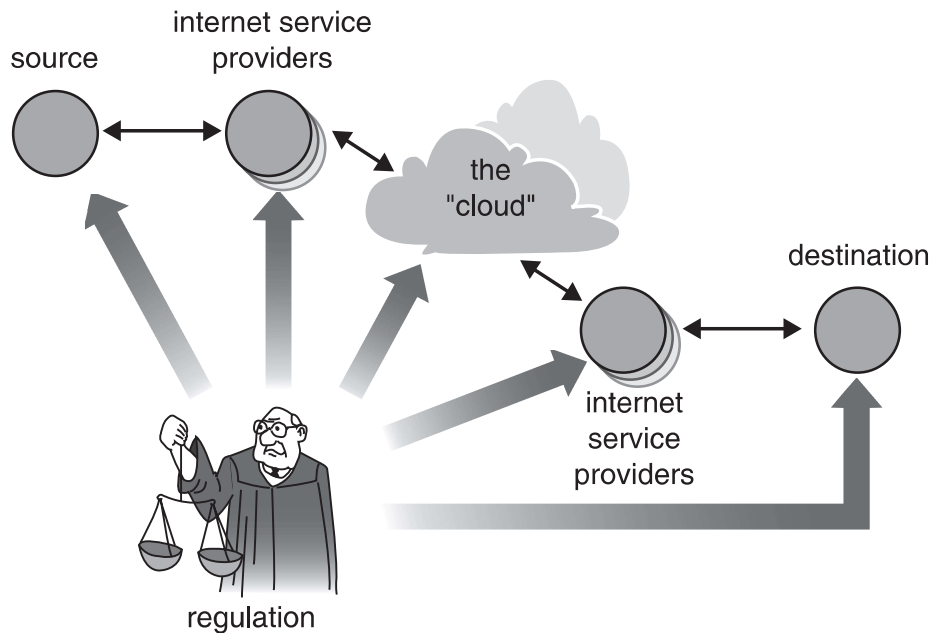 source
internet service
providers
the
"cloud"
destination
internet
service
providers
regulation